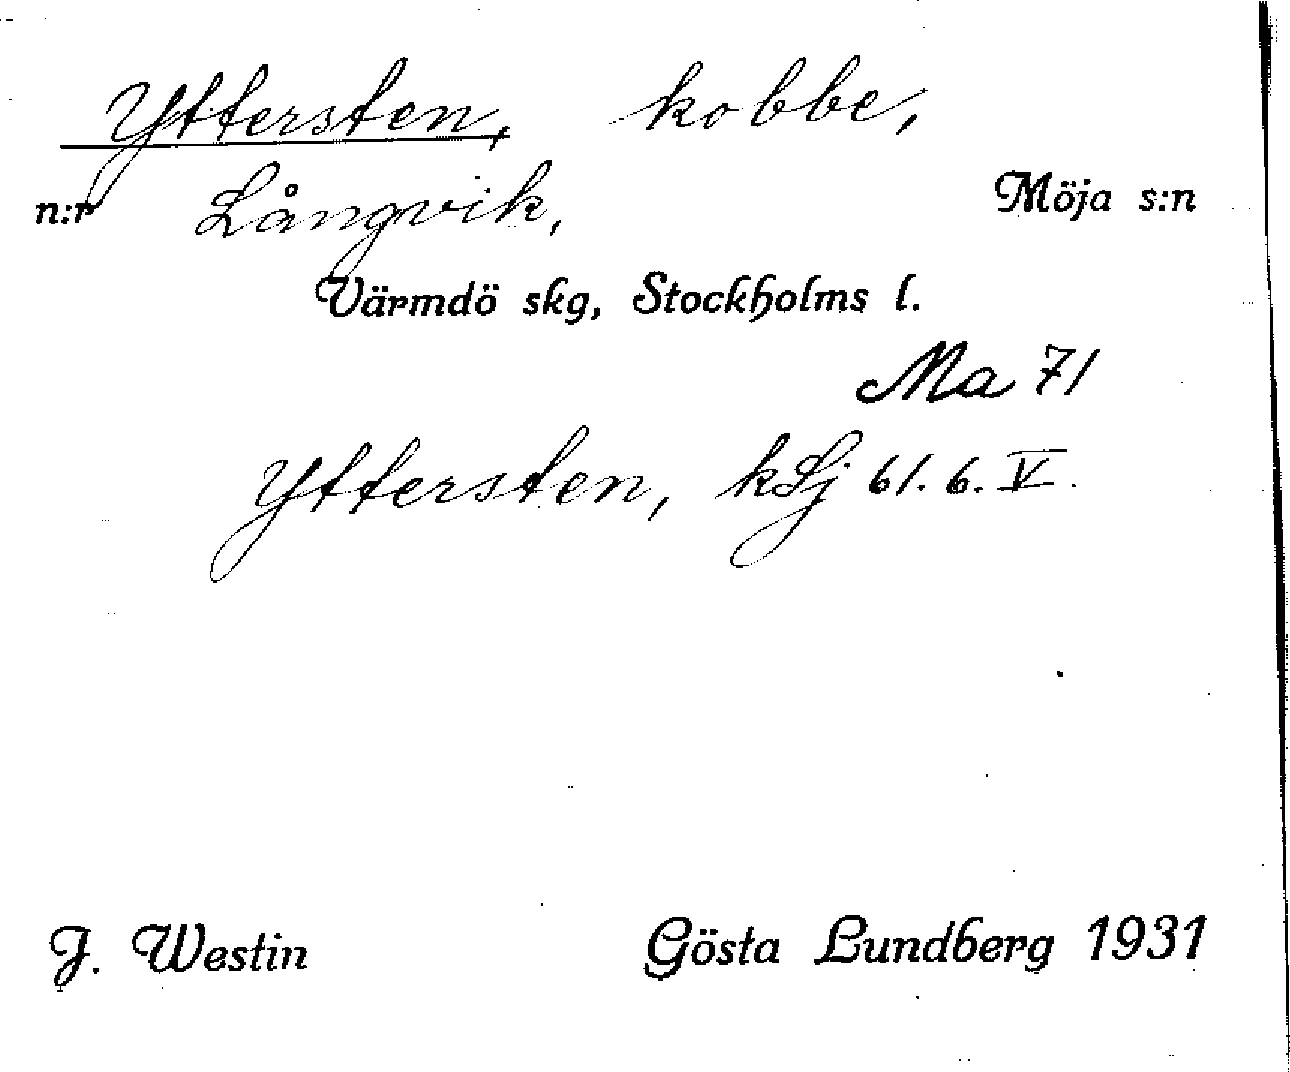 Yttersten, kobbe,
n:r Långvik, Möja s:n
Värmdö skg, Stockholms l.
Ma 71
Yttersten, kLj 61. 6. V.
J. Westin Gösta Lundberg 1931